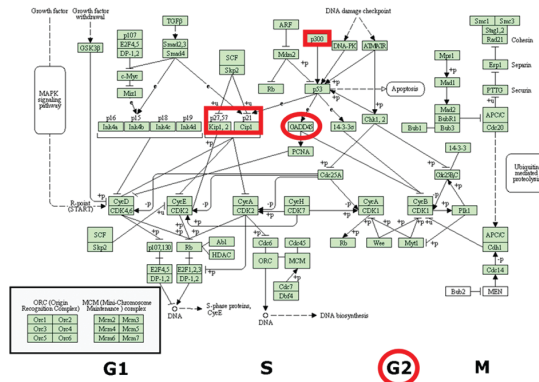 Growth factor
Growth factor
withdrawal
TGFβ
ARF
p300
DNA damage checkpoint
Smc1 Smc3
Stag1,2
Rad21
Cohesin
GSK3β
p107
E2F4,5
DP-1,2
Smad2,3
Smad4
SCF
Skp2
Mdm2
DNA-PK
ATM/ATR
Mps1
Mad1
Esp1
Separin
PTTG
Securin
MAPK
signaling
pathway
c-Myc
Miz1
Rb
p53
Apoptosis
Mad2
BubR1
Bub1
Bub3
APC/C
Cdc20
p16 p15 p18 p19
Ink4a Ink4b Ink4c Ink4d
p27,57 p21
Kip1, 2 Cip1
GADD45
14-3-3σ
Chk1, 2
PCNA
14-3-3
Cdc25A
Cdc25B/C
Ubiquitin
mediated
proteolysis
R-point
(START)
CycD
CDK4,6
CycE
CDK2
CycA
CDK2
CycH
CDK7
CycA
CDK1
CycB
CDK1
Plk1
SCF
Skp2
p107,130
E2F4,5
DP-1,2
Rb
Abl
HDAC
E2F1,2,3
DP-1,2
Cdc6
Cdc45
ORC
MCM
Cdc7
Dbf4
Rb
Wee
Myt1
APC/C
Cdh1
Cdc14
Bub2
MEN
DNA
S-phase proteins,
CycE
DNA
DNA biosynthesis
ORC (Origin
Recognition Complex)
MCM (Mini-Chromosome
Maintenance) complex
Orc1 Orc2
Orc3 Orc4
Orc5 Orc6
Mcm2 Mcm3
Mcm4 Mcm5
Mcm6 Mcm7
G1 S G2 M